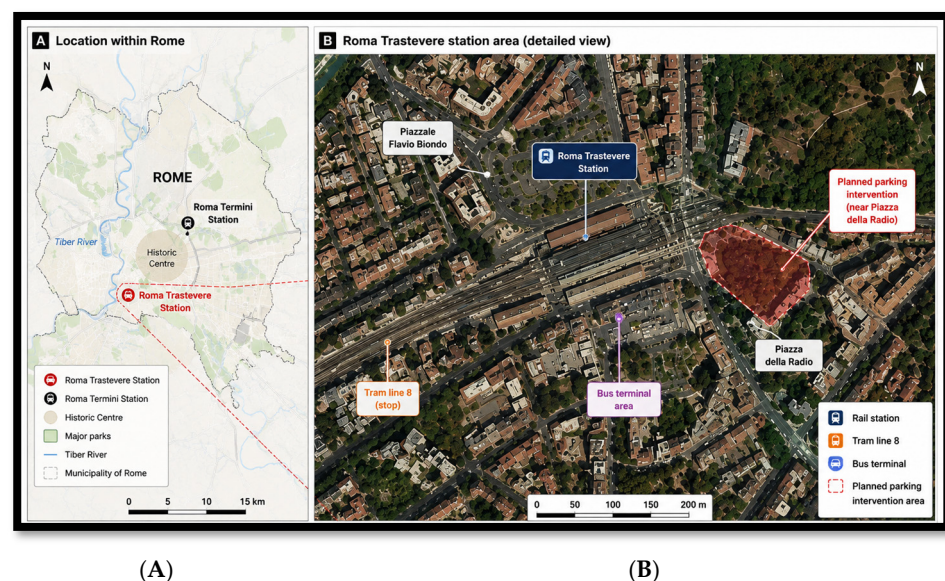 A Location within Rome
N
ROME
Roma Termini
Station
Tiber River
Historic
Centre
Roma Trastevere
Station
Roma Trastevere Station
Roma Termini Station
Historic Centre
Major parks
Tiber River
Municipality of Rome
0 5 10 15 km
B Roma Trastevere station area (detailed view)
N
Piazzale
Flavio Biondo
Roma Trastevere
Station
Planned parking
intervention
(near Piazza
della Radio)
Piazza
della Radio
Tram line 8
(stop)
Bus terminal
area
Rail station
Tram line 8
Bus terminal
Planned parking
intervention area
0 50 100 150 200 m
(A)
(B)